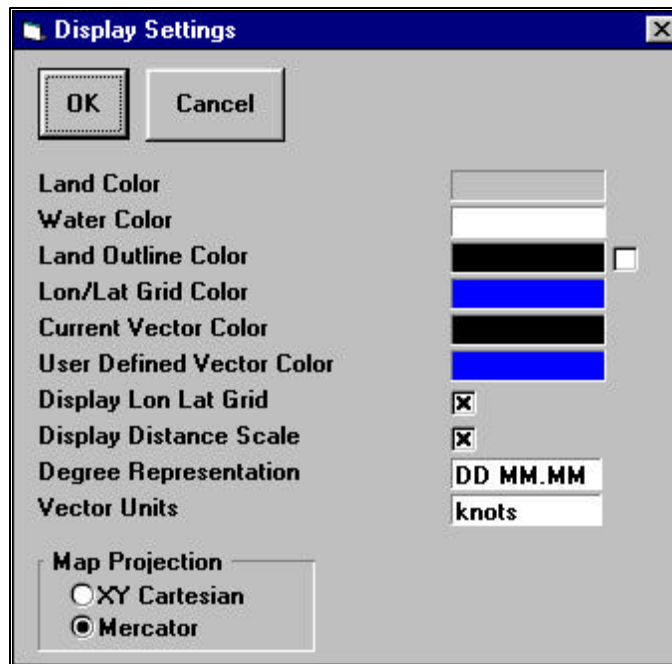 Display Settings
OK Cancel
Land Color
Water Color
Land Outline Color
Lon/Lat Grid Color
Current Vector Color
User Defined Vector Color
Display Lon Lat Grid
Display Distance Scale
Degree Representation DD MM.MM
Vector Units knots
Map Projection
XY Cartesian
Mercator